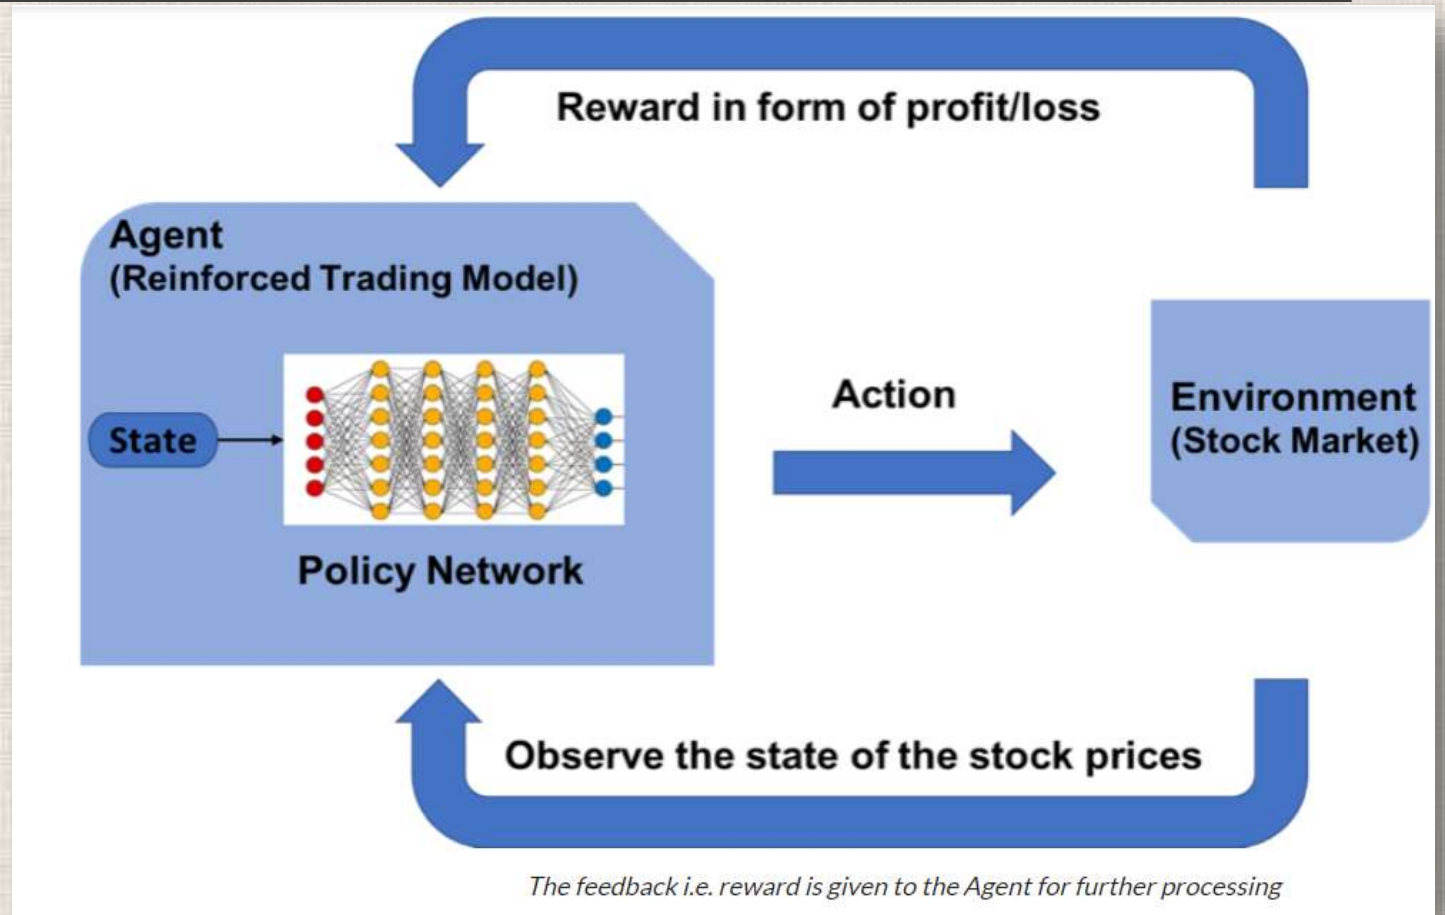 Reward in form of profit/loss
Agent
(Reinforced Trading Model)
State
Policy Network
Action
Environment
(Stock Market)
Observe the state of the stock prices
The feedback i.e. reward is given to the Agent for further processing